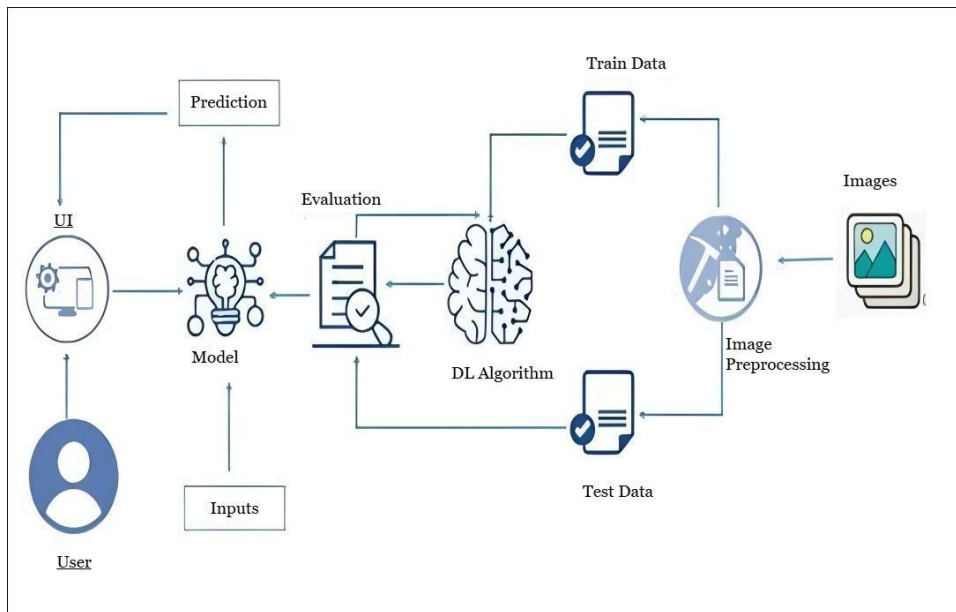 Train Data
Prediction
Evaluation
Images
UI
Image
Preprocessing
Model
DL Algorithm
Test Data
Inputs
User